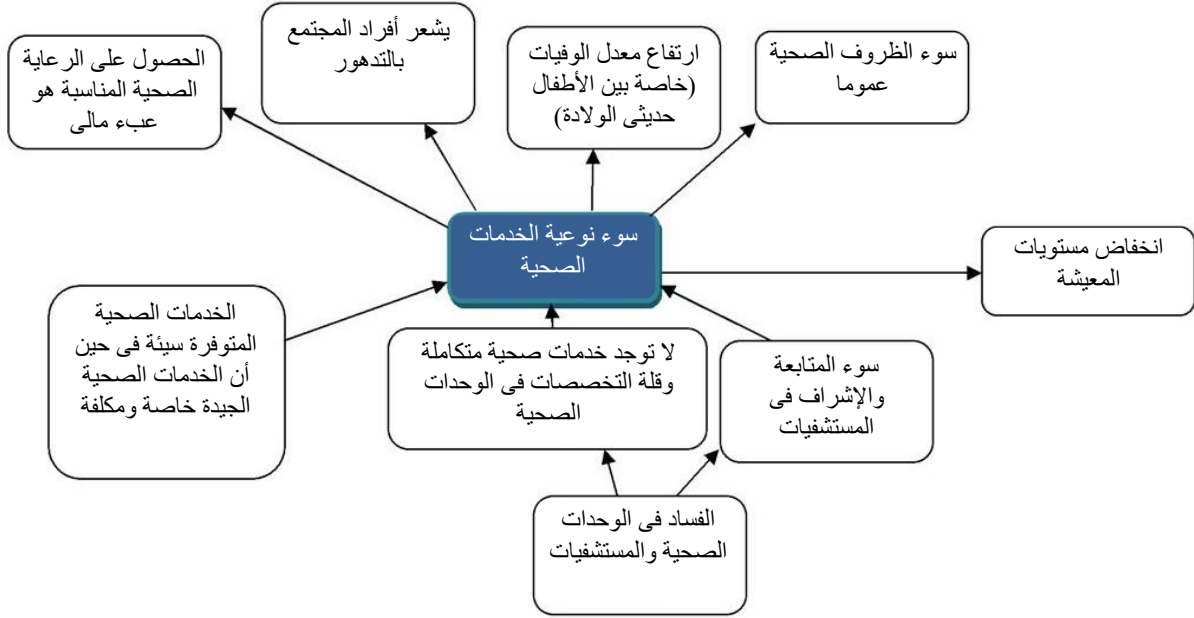 سوء الظروف الصحية
عموما
ارتفاع معدل الوفيات
(خاصة بين الأطفال
حديثى الولادة)
يشعر أفراد المجتمع
بالتدهور
الحصول على الرعاية
الصحية المناسبة هو
عبء مالى
سوء نوعية الخدمات
الصحية
انخفاض مستويات
المعيشة
سوء المتابعة
والإشراف فى
المستشفيات
لا توجد خدمات صحية متكاملة
وقلة التخصصات فى الوحدات
الصحية
الخدمات الصحية
المتوفرة سيئة فى حين
أن الخدمات الصحية
الجيدة خاصة ومكلفة
الفساد فى الوحدات
الصحية والمستشفيات